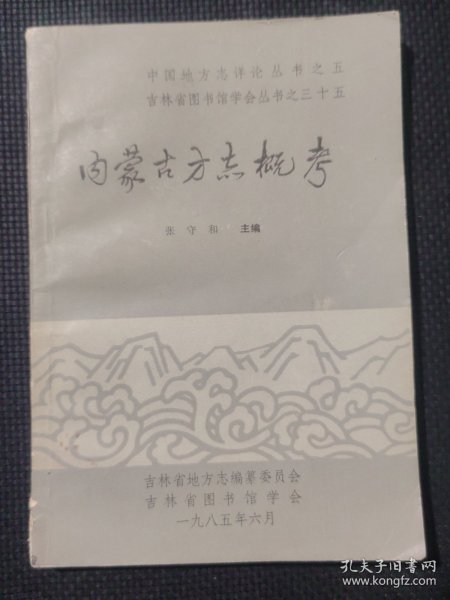 中国地方志详论丛书之五
吉林省图书馆学会丛书之三十五
内蒙古方志概考
张守和 主编
吉林省地方志编纂委员会
吉林省图书馆学会
一九八五年六月
孔夫子旧书网
www.kongfz.com